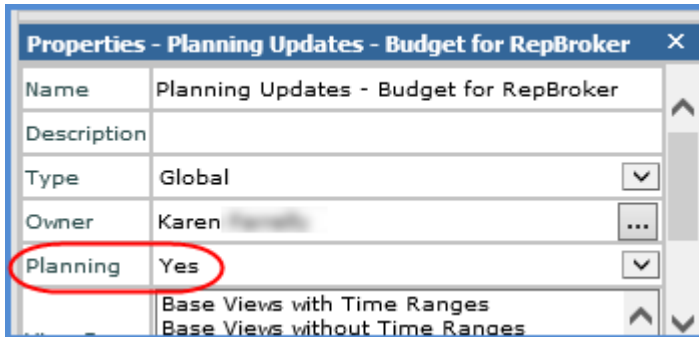 Properties - Planning Updates - Budget for RepBroker
Name Planning Updates - Budget for RepBroker
Description
Type Global
Owner Karen
Planning Yes
Base Views with Time Ranges
Base Views without Time Ranges